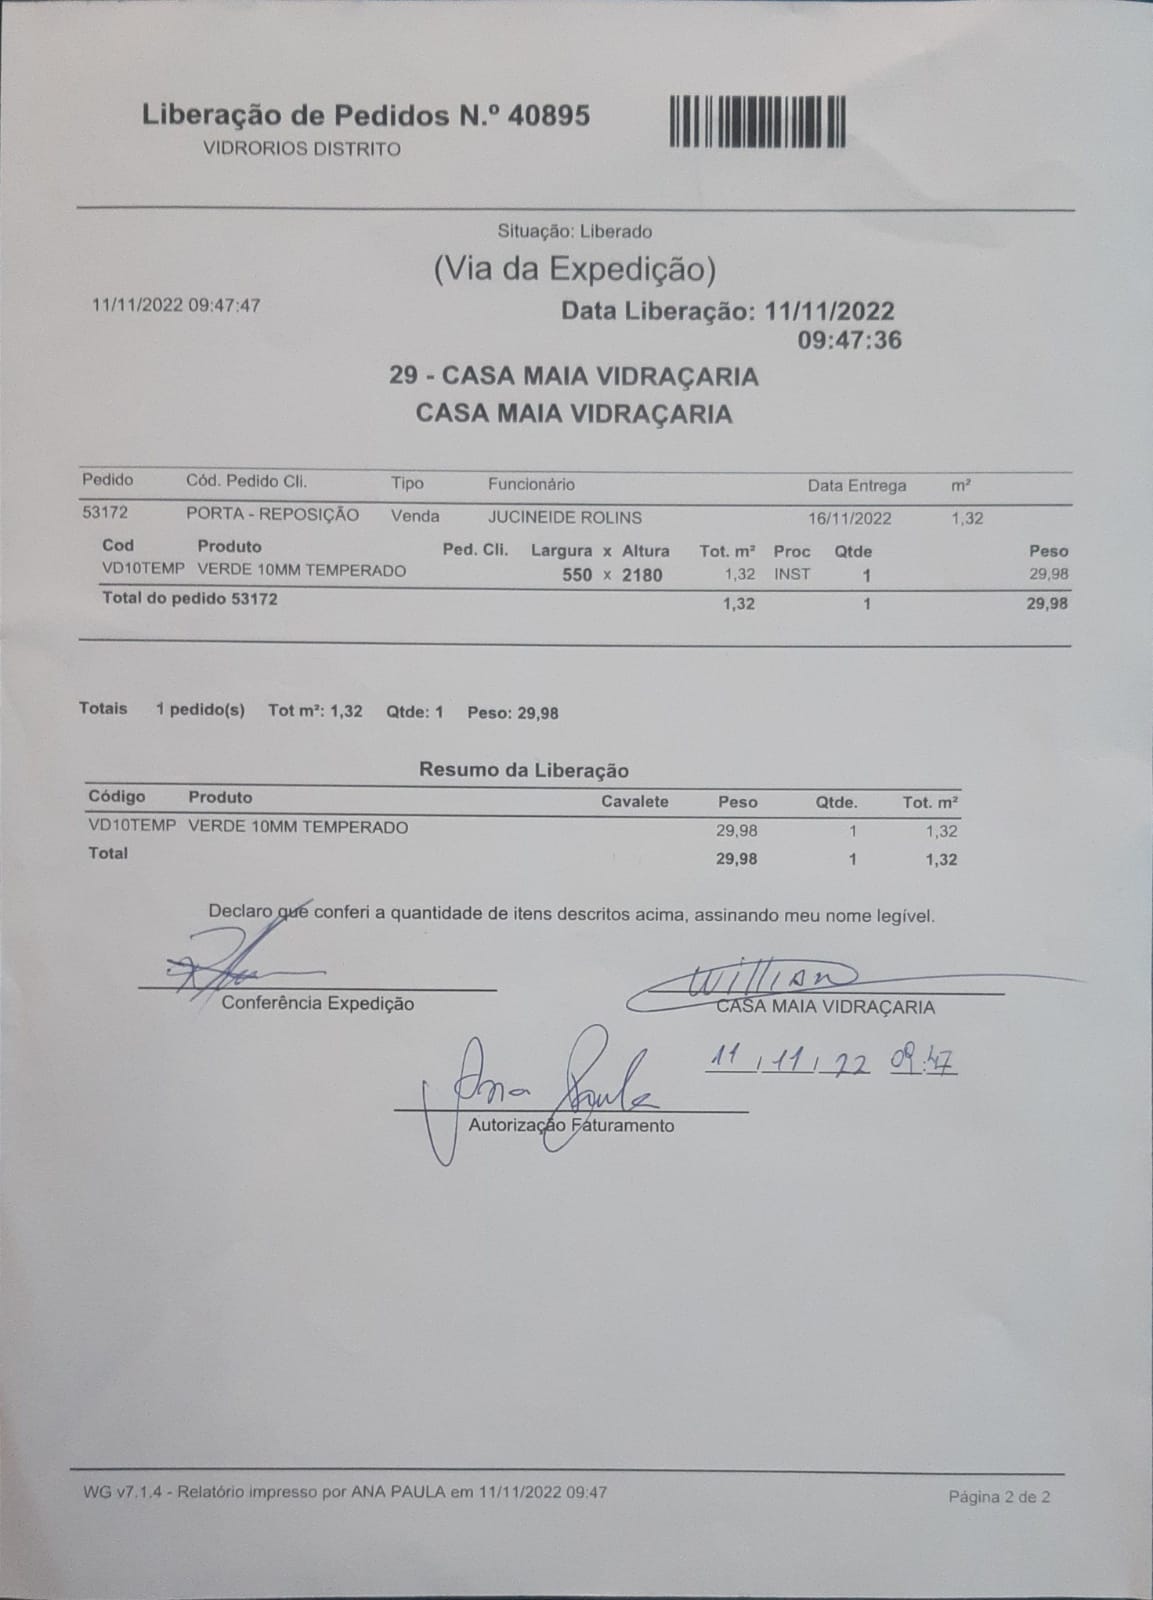 Liberação de Pedidos N.º 40895
VIDRORIOS DISTRITO
Situação: Liberado
(Via da Expedição)
11/11/2022 09:47:47
Data Liberação: 11/11/2022
09:47:36
29 - CASA MAIA VIDRAÇARIA
CASA MAIA VIDRAÇARIA
Pedido Cód. Pedido Cli. Tipo Funcionário Data Entrega m²
53172 PORTA - REPOSIÇÃO Venda JUCINEIDE ROLINS 16/11/2022 1,32
Cod Produto Ped. Cli. Largura x Altura Tot. m² Proc Qtde Peso
VD10TEMP VERDE 10MM TEMPERADO 550 x 2180 1,32 INST 1 29,98
Total do pedido 53172 1,32 1 29,98
Totais 1 pedido(s) Tot m²: 1,32 Qtde: 1 Peso: 29,98
Resumo da Liberação
Código Produto Cavalete Peso Qtde. Tot. m²
VD10TEMP VERDE 10MM TEMPERADO 29,98 1 1,32
Total 29,98 1 1,32
Declaro que conferi a quantidade de itens descritos acima, assinando meu nome legível.
Willian
Conferência Expedição CASA MAIA VIDRAÇARIA
11/11/22 09:47
Ana Paula
Autorização Faturamento
WG v7.1.4 - Relatório impresso por ANA PAULA em 11/11/2022 09:47
Página 2 de 2